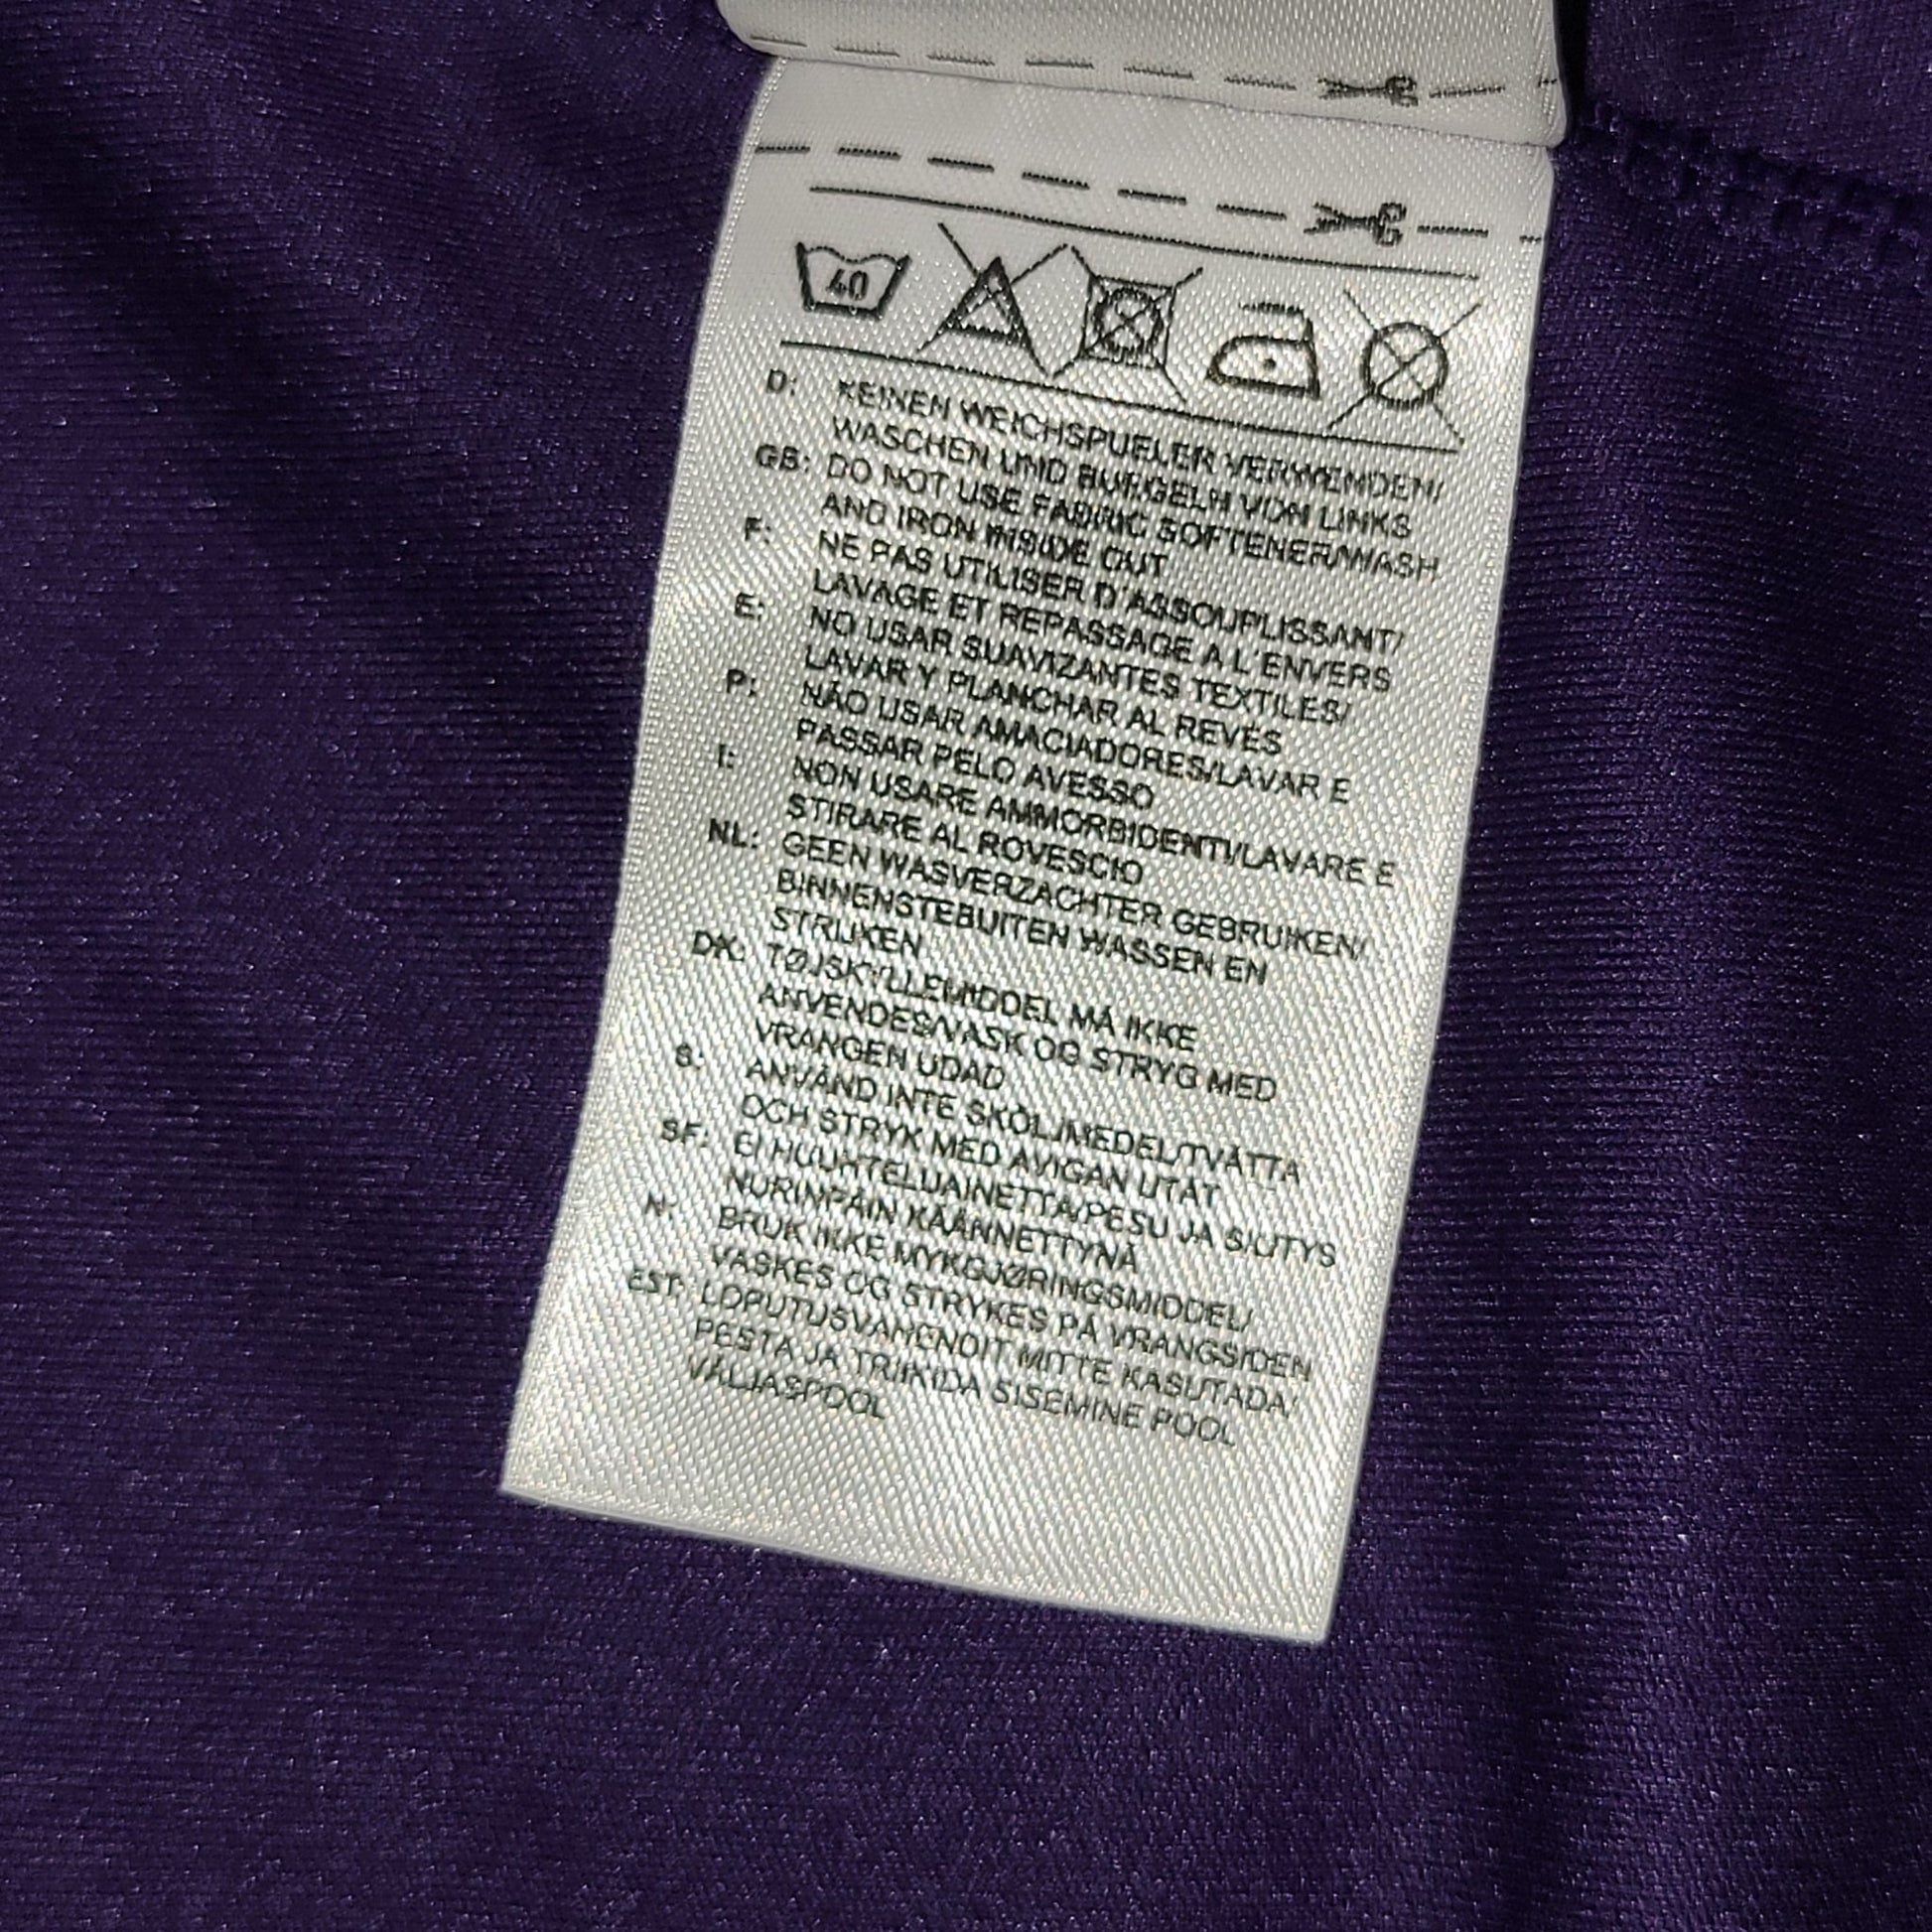 40
D: KEINEN WEICHSPUELER VERWENDEN/
WASCHEN UND BUEGELN VON LINKS
GB: DO NOT USE FABRIC SOFTENER/WASH
AND IRON INSIDE OUT
F: NE PAS UTILISER D'ASSOUPLISSANT/
LAVAGE ET REPASSAGE A L'ENVERS
E: NO USAR SUAVIZANTES TEXTILES/
LAVAR Y PLANCHAR AL REVÉS
P: NÃO USAR AMACIADORES/LAVAR E
PASSAR PELO AVESSO
I: NON USARE AMMORBIDENTI/LAVARE E
STIRARE AL ROVESCIO
NL: GEEN WASVERZACHTER GEBRUIKEN/
BINNENSTEBUITEN WASSEN EN
STRIJKEN
DK: TØJSKYLLEMIDDEL MÅ IKKE
ANVENDES/VASK OG STRYG MED
VRANGEN UDAD
S: ANVÄND INTE SKÖLJMEDEL/TVÄTTA
OCH STRYK MED AVIGAN UTÅT
SF: EI HUUHTELUAINETTA/PESU JA SILITYS
NURINPÄIN KÄÄNNETTYNÄ
N: BRUK IKKE MYKGJØRINGSMIDDEL/
VASKES OG STRYKES PÅ VRANGSIDEN
EST: LOPUTUSVAHENDIT MITTE KASUTADA/
PESTA JA TRIIKIDA SISEMINE POOL
VÄLJASPOOL